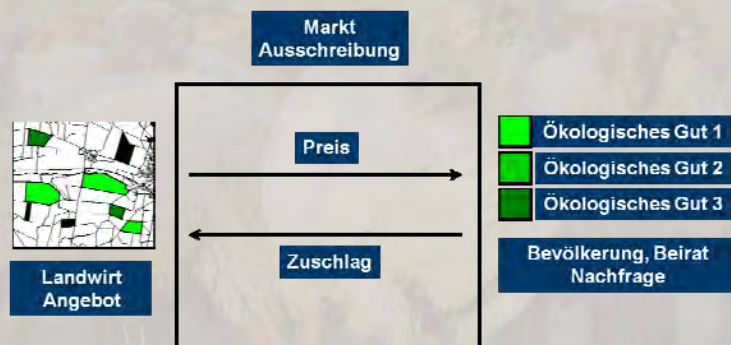 Markt
Ausschreibung
Preis
Zuschlag
Landwirt
Angebot
Ökologisches Gut 1
Ökologisches Gut 2
Ökologisches Gut 3
Bevölkerung, Beirat
Nachfrage